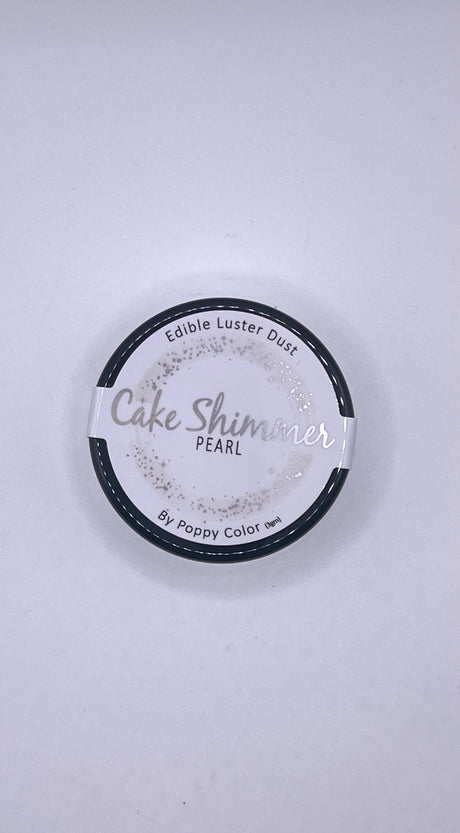 Edible Luster Dust
Cake Shimmer
PEARL
By Poppy Color (3gm)